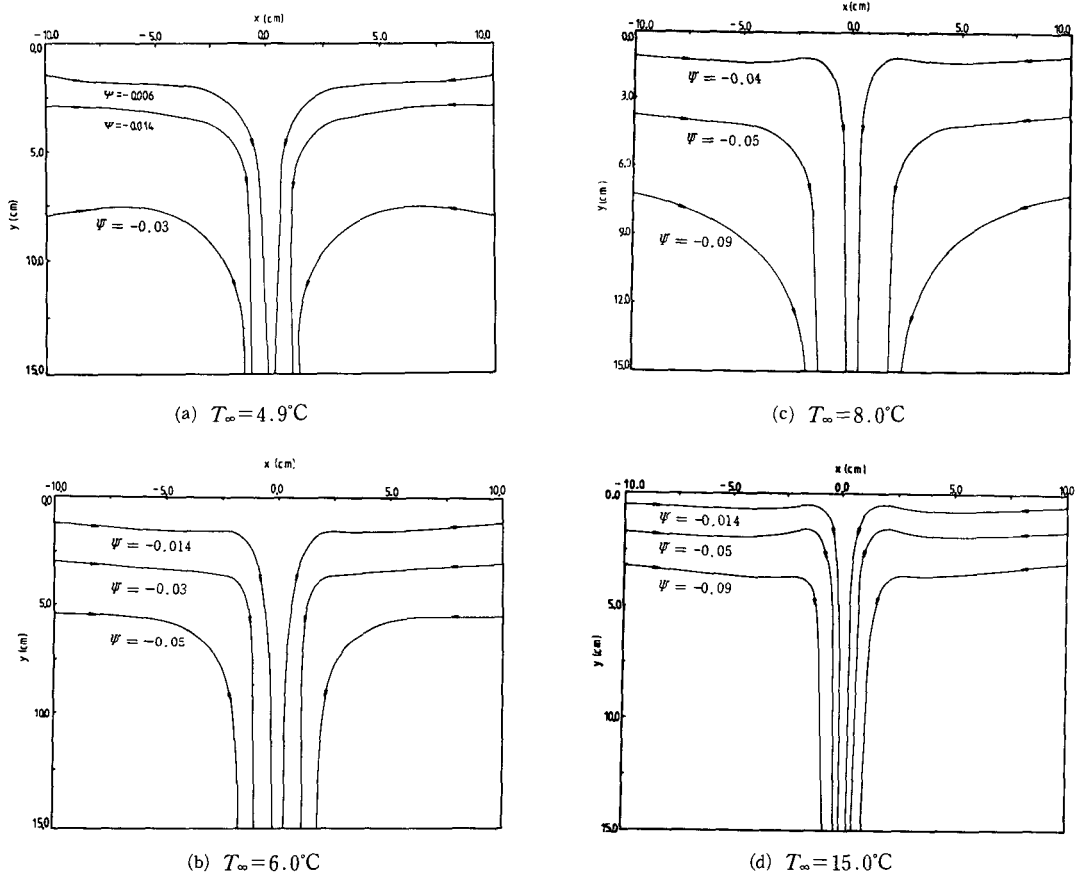 x (cm)
-10.0 -5.0 0.0 5.0 10.0
0.0
Ψ = -0.006
Ψ = -0.014
5.0
y (cm)
Ψ = -0.03
10.0
15.0
(a) T∞=4.9°C
x (cm)
-10.0 -5.0 0.0 5.0 10.0
0.0
Ψ = -0.04
3.0
Ψ = -0.05
6.0
y (cm)
Ψ = -0.09
9.0
12.0
15.0
(c) T∞=8.0°C
x (cm)
-10.0 -5.0 0.0 5.0 10.0
0.0
Ψ = -0.014
Ψ = -0.03
5.0
Ψ = -0.05
y (cm)
10.0
15.0
(b) T∞=6.0°C
x (cm)
-10.0 -5.0 0.0 5.0 10.0
0.0
Ψ = -0.014
Ψ = -0.05
Ψ = -0.09
5.0
y (cm)
10.0
15.0
(d) T∞=15.0°C